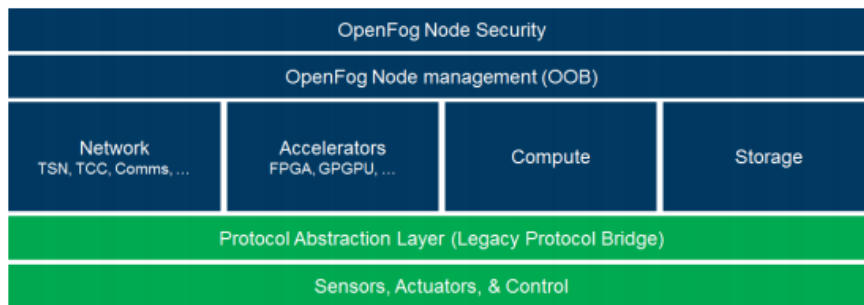 OpenFog Node Security
OpenFog Node management (OOB)
Network
TSN, TCC, Comms, ...
Accelerators
FPGA, GPGPU, ...
Compute
Storage
Protocol Abstraction Layer (Legacy Protocol Bridge)
Sensors, Actuators, & Control